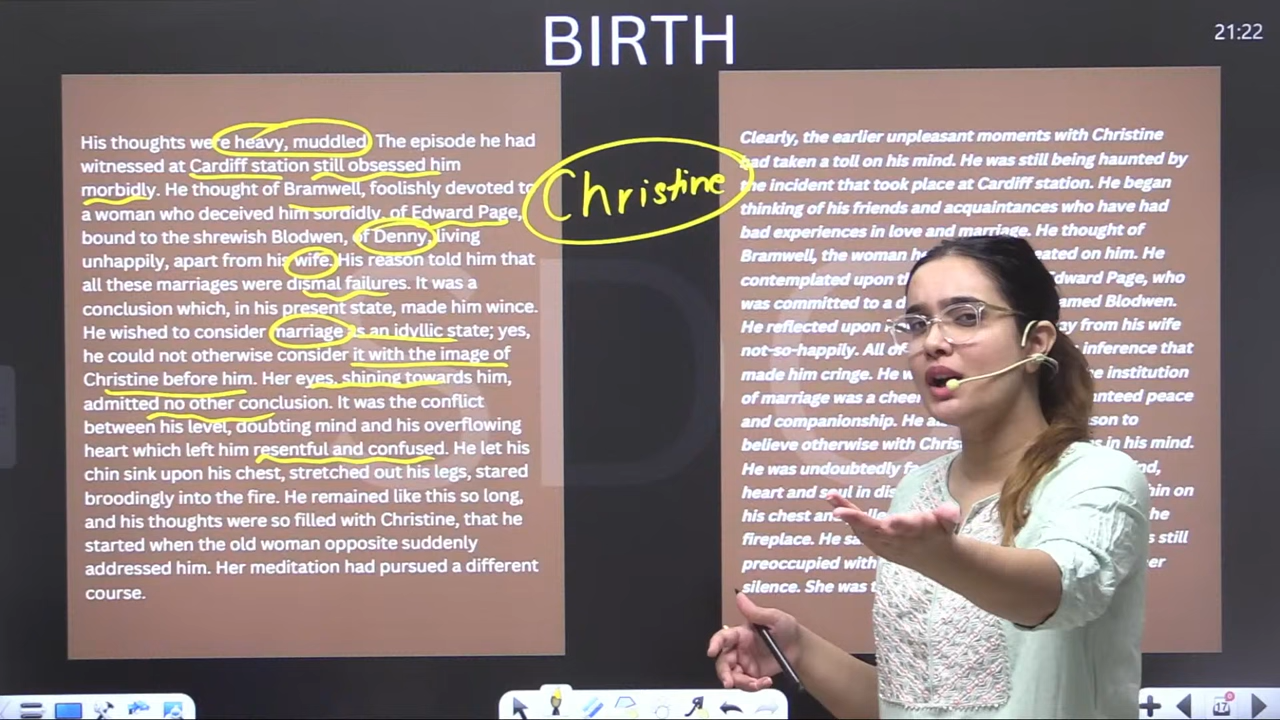 BIRTH
21:22
His thoughts were heavy, muddled. The episode he had
witnessed at Cardiff station still obsessed him
morbidly. He thought of Bramwell, foolishly devoted to
a woman who deceived him sordidly, of Edward Page,
bound to the shrewish Blodwen, of Denny, living
unhappily, apart from his wife. His reason told him that
all these marriages were dismal failures. It was a
conclusion which, in his present state, made him wince.
He wished to consider marriage as an idyllic state; yes,
he could not otherwise consider it with the image of
Christine before him. Her eyes, shining towards him,
admitted no other conclusion. It was the conflict
between his level, doubting mind and his overflowing
heart which left him resentful and confused. He let his
chin sink upon his chest, stretched out his legs, stared
broodingly into the fire. He remained like this so long,
and his thoughts were so filled with Christine, that he
started when the old woman opposite suddenly
addressed him. Her meditation had pursued a different
course.
Christine
Clearly, the earlier unpleasant moments with Christine
had taken a toll on his mind. He was still being haunted by
the incident that took place at Cardiff station. He began
thinking of his friends and acquaintances who have had
bad experiences in love and marriage. He thought of
Bramwell, the woman he eated on him. He
contemplated upon Edward Page, who
was committed to a amed Blodwen.
He reflected upon ay from his wife
not-so-happily. All of inference that
made him cringe. He institution
of marriage was a anteed peace
and companionship. He son to
believe otherwise with in his mind.
He was undoubtedly
heart and soul in
his chest
fireplace. He still
preoccupied with
silence. She was
17